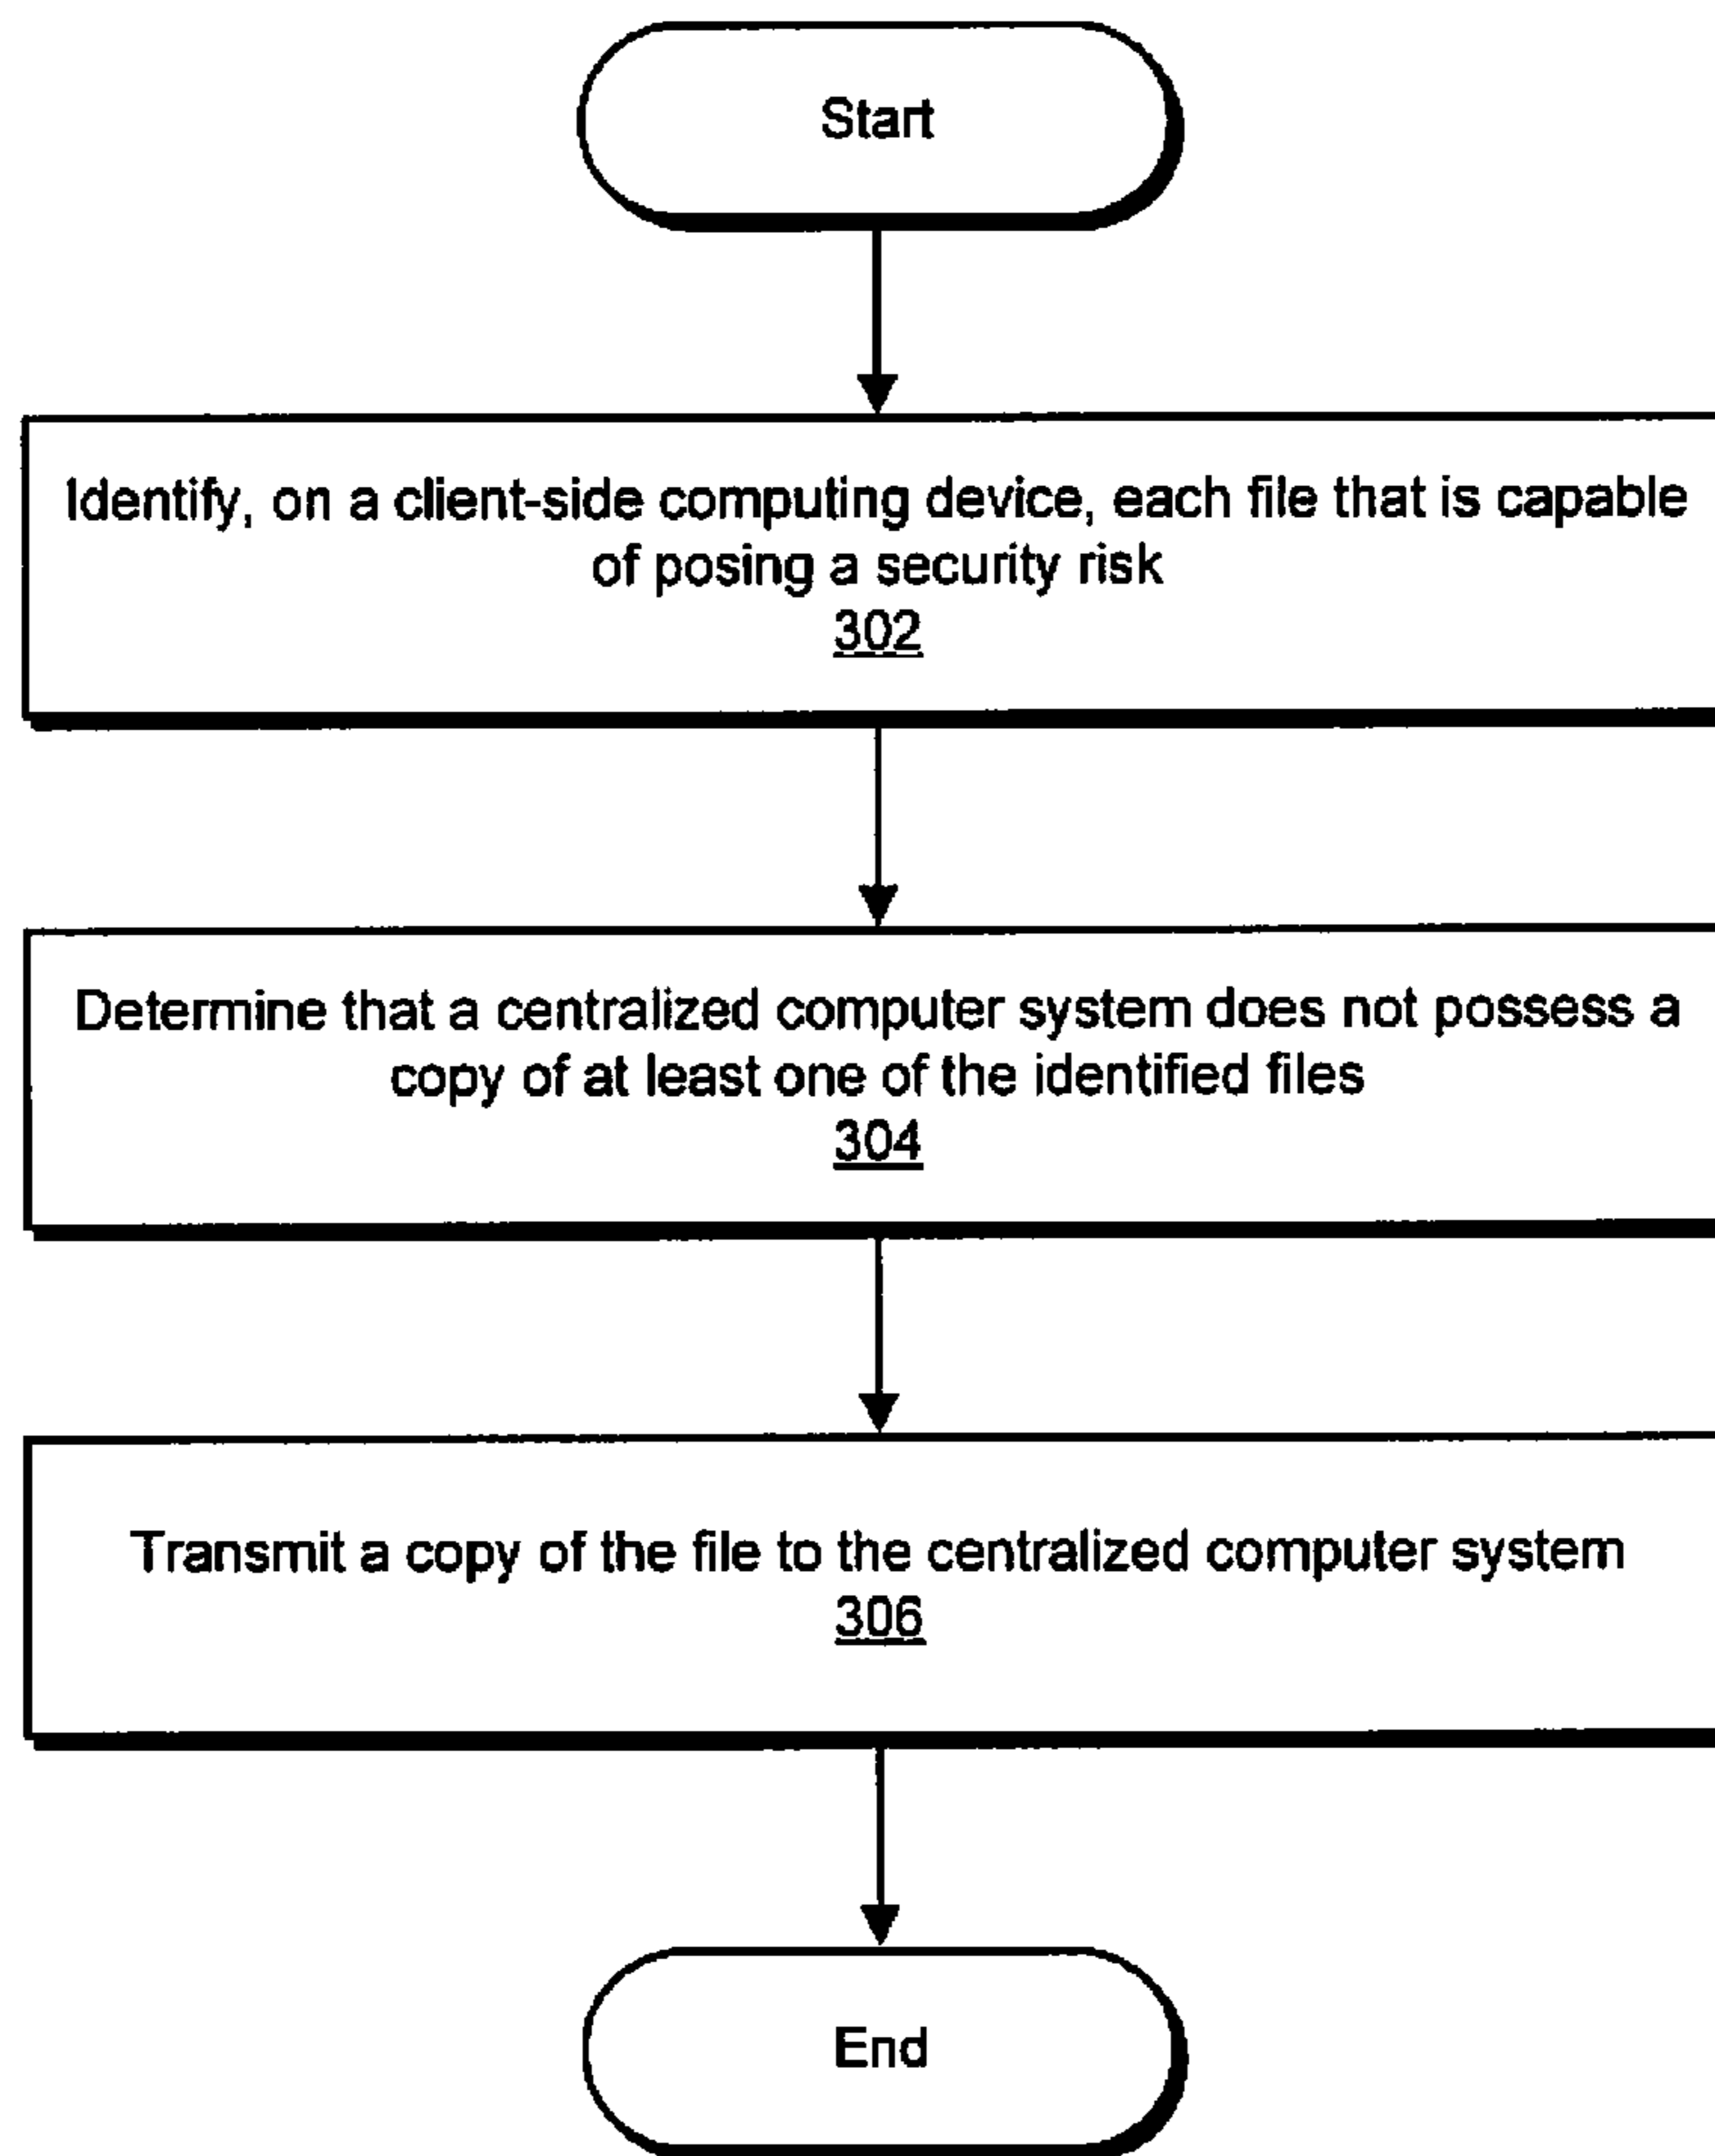 Start
Identify, on a client-side computing device, each file that is capable
of posing a security risk
302
Determine that a centralized computer system does not possess a
copy of at least one of the identified files
304
Transmit a copy of the file to the centralized computer system
306
End